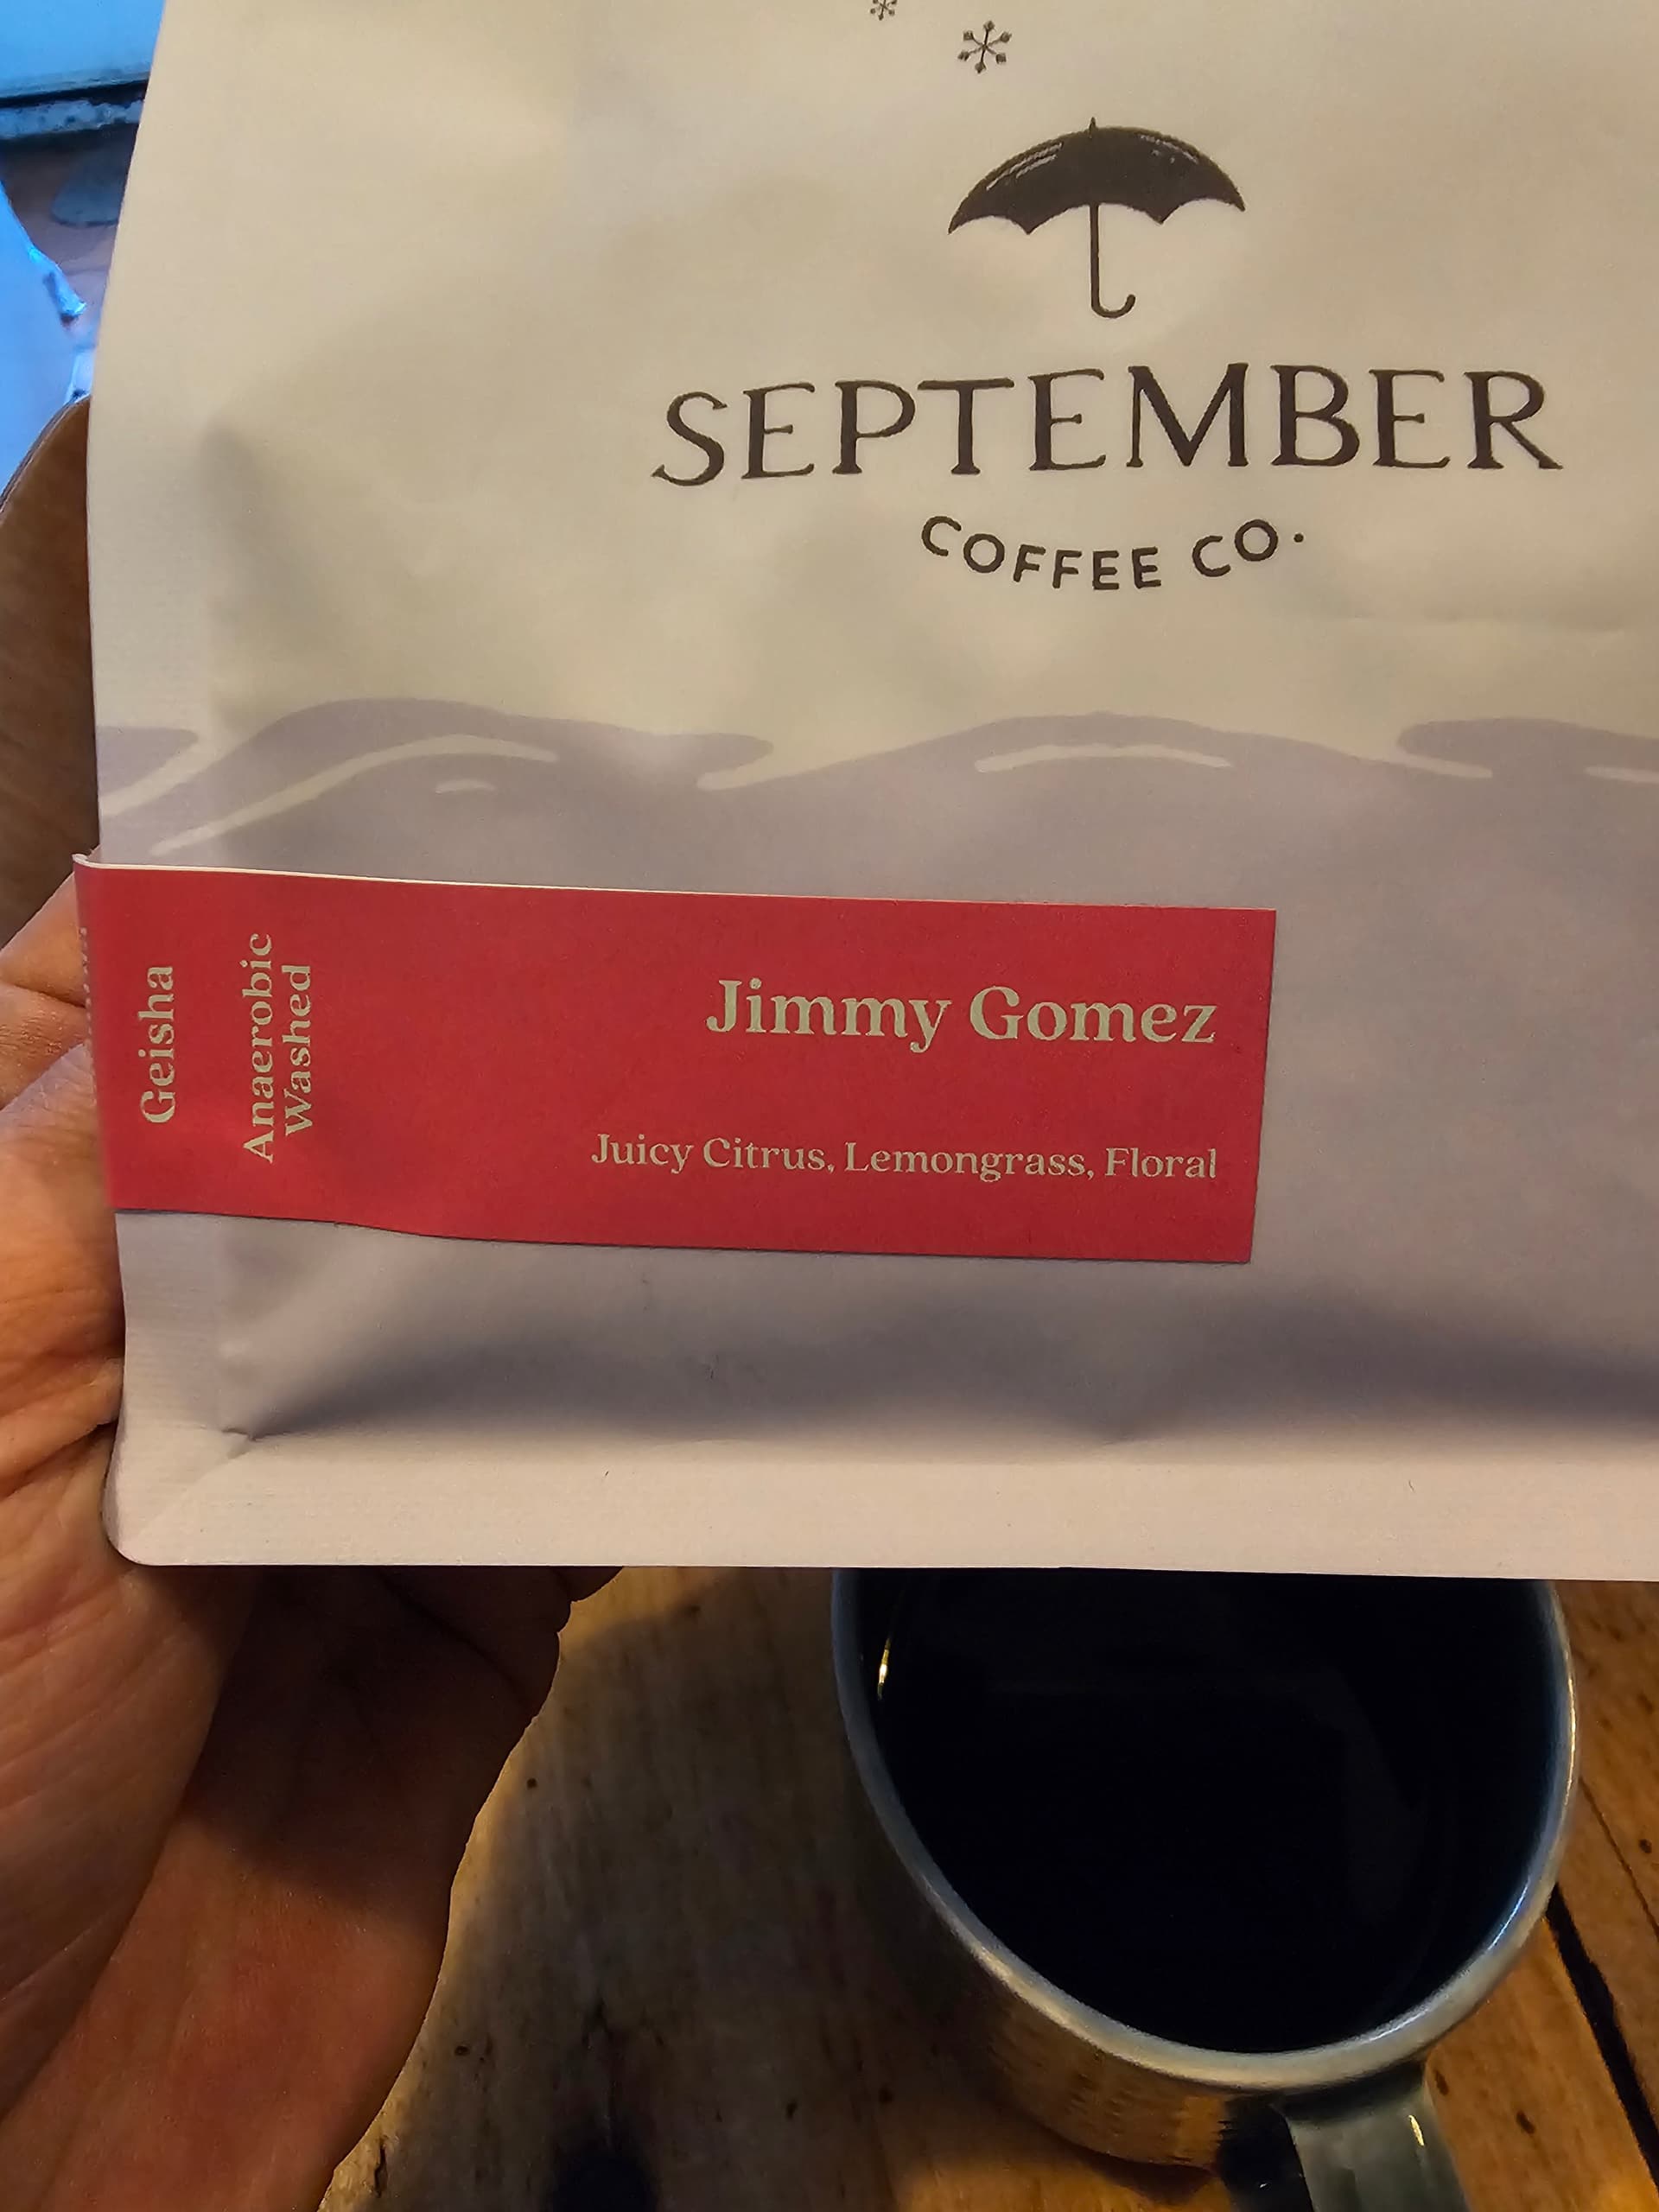 SEPTEMBER
COFFEE CO.
Geisha
Anaerobic
Washed
Jimmy Gomez
Juicy Citrus, Lemongrass, Floral